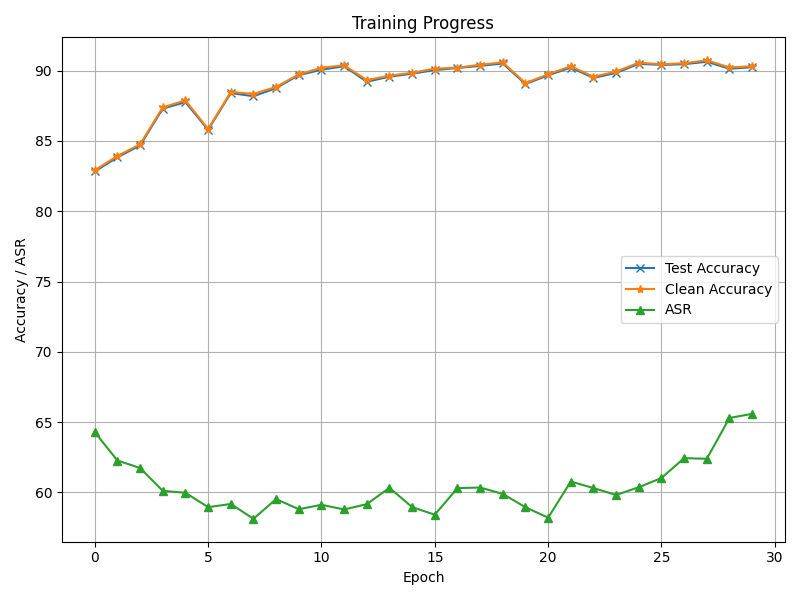 Training Progress
Accuracy / ASR
90
85
80
75
70
65
60
Test Accuracy
Clean Accuracy
ASR
0 5 10 15 20 25 30
Epoch